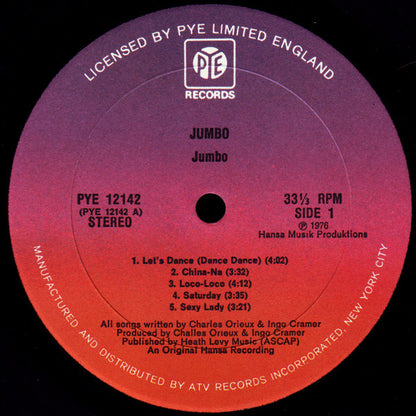 LICENSED BY PYE LIMITED ENGLAND
PYE
RECORDS
JUMBO
Jumbo
PYE 12142
(PYE 12142 A)
STEREO
33⅓ RPM
SIDE 1
℗ 1976
Hansa Musik Produktions
1. Let's Dance (Dance Dance) (4:02)
2. China-Na (3:32)
3. Loco-Loco (4:12)
4. Saturday (3:35)
5. Sexy Lady (3:21)
All songs written by Charles Orieux & Ingo Cramer
Produced by Challes Orieux & Ingo Cramer
Published by Heath Levy Music (ASCAP)
An Original Hansa Recording
MANUFACTURED AND DISTRIBUTED BY ATV RECORDS INCORPORATED, NEW YORK CITY